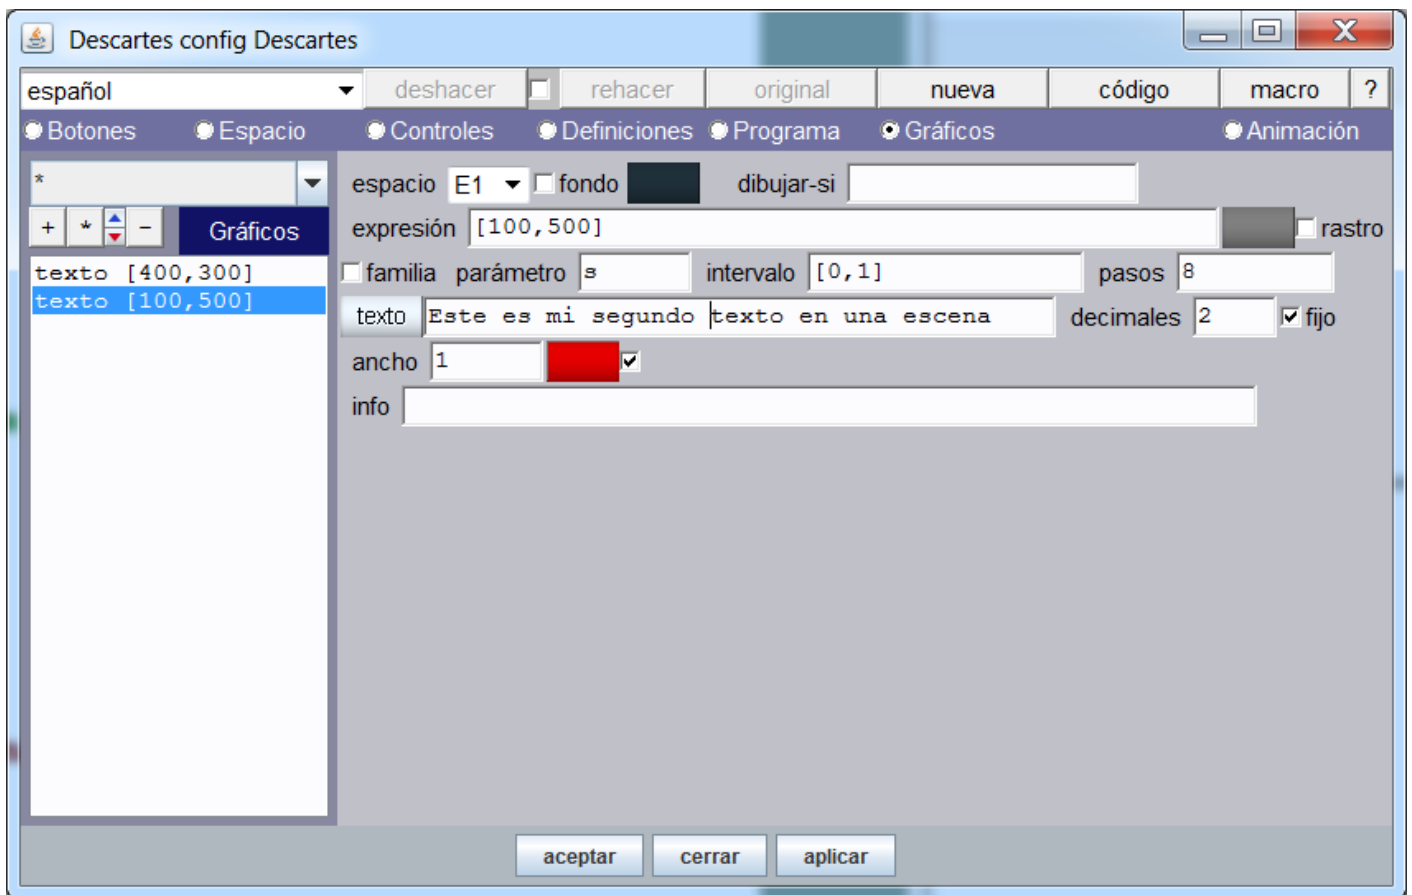 Descartes config Descartes
español deshacer rehacer original nueva código macro ?
Botones Espacio Controles Definiciones Programa Gráficos Animación
* espacio E1 fondo dibujar-si
+ * - Gráficos expresión [100,500] rastro
texto [400,300] familia parámetro s intervalo [0,1] pasos 8
texto [100,500]
texto Este es mi segundo texto en una escena decimales 2 fijo
ancho 1
info
aceptar cerrar aplicar